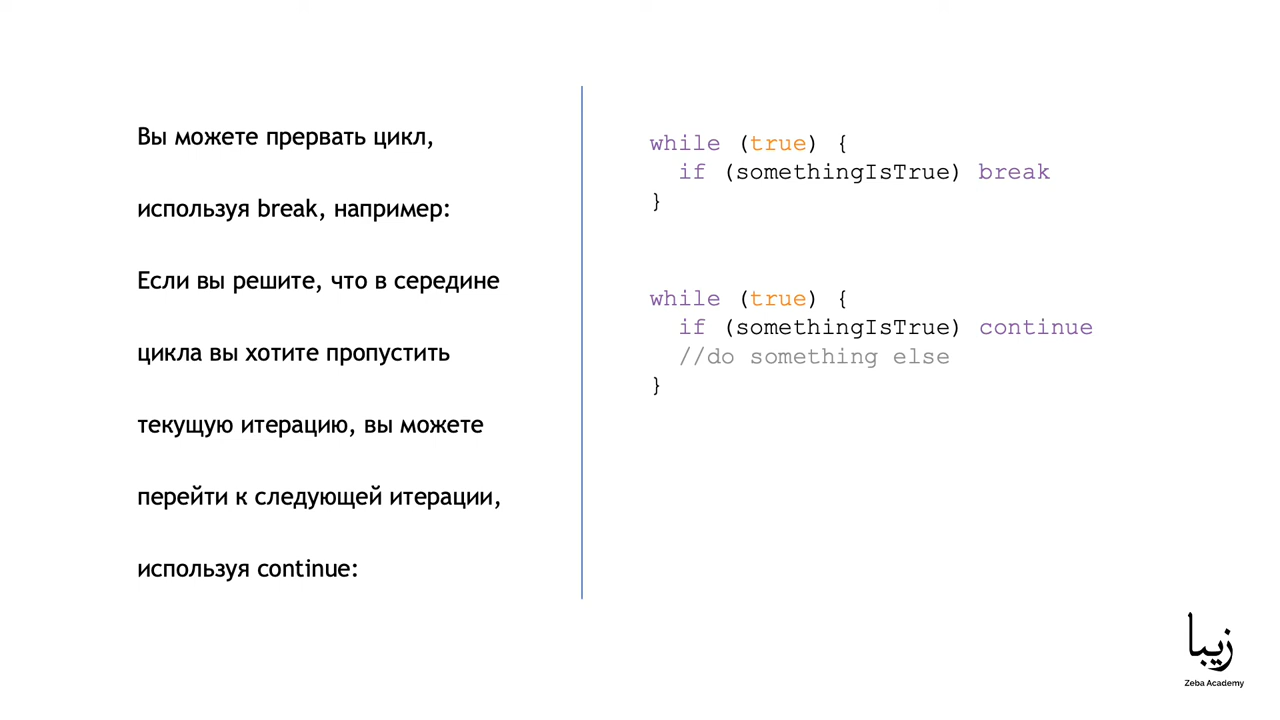 Вы можете прервать цикл,
используя break, например:
Если вы решите, что в середине
цикла вы хотите пропустить
текущую итерацию, вы можете
перейти к следующей итерации,
используя continue:
while (true) {
  if (somethingIsTrue) break
}
while (true) {
  if (somethingIsTrue) continue
  //do something else
}
زیبا
Zeba Academy